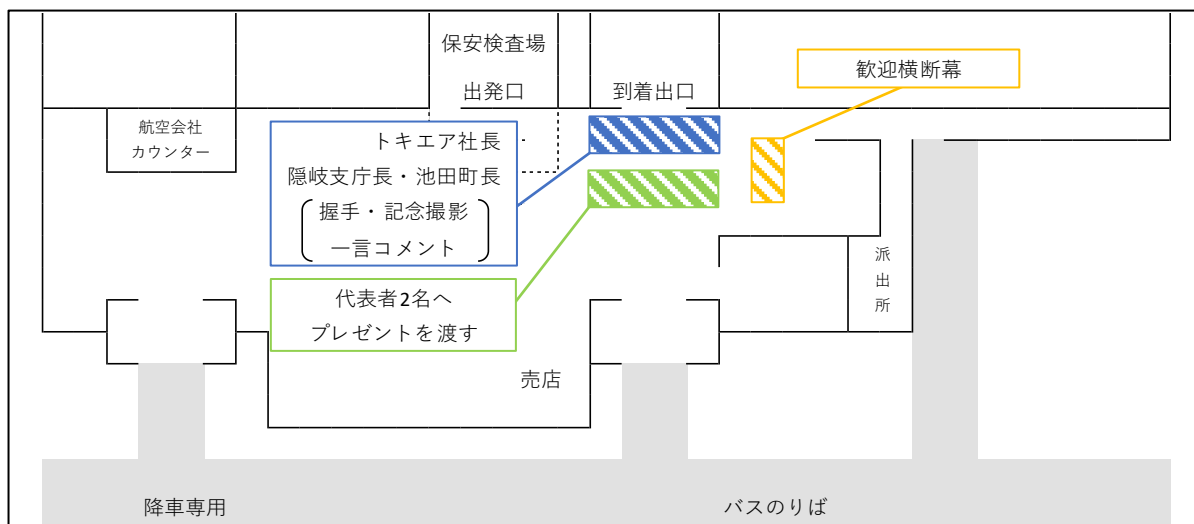 保安検査場
出発口
到着出口
歓迎横断幕
航空会社
カウンター
トキエア社長
隠岐支庁長・池田町長
握手・記念撮影
一言コメント
代表者2名へ
プレゼントを渡す
派出所
売店
降車専用
バスのりば